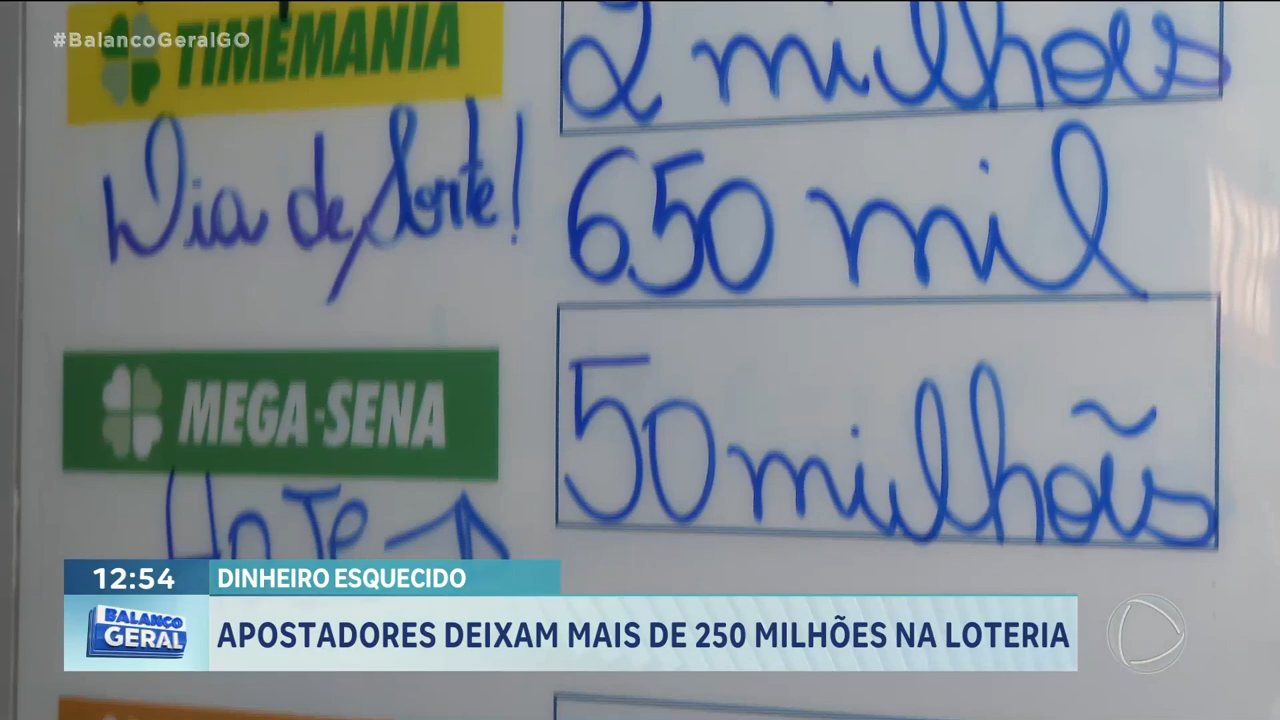 #BalancoGeralGO
TIMEMANIA
2 milhões
Dia de Sorte!
650 mil
MEGA-SENA
50 milhões
12:54
DINHEIRO ESQUECIDO
BALANÇO
GERAL
APOSTADORES DEIXAM MAIS DE 250 MILHÕES NA LOTERIA